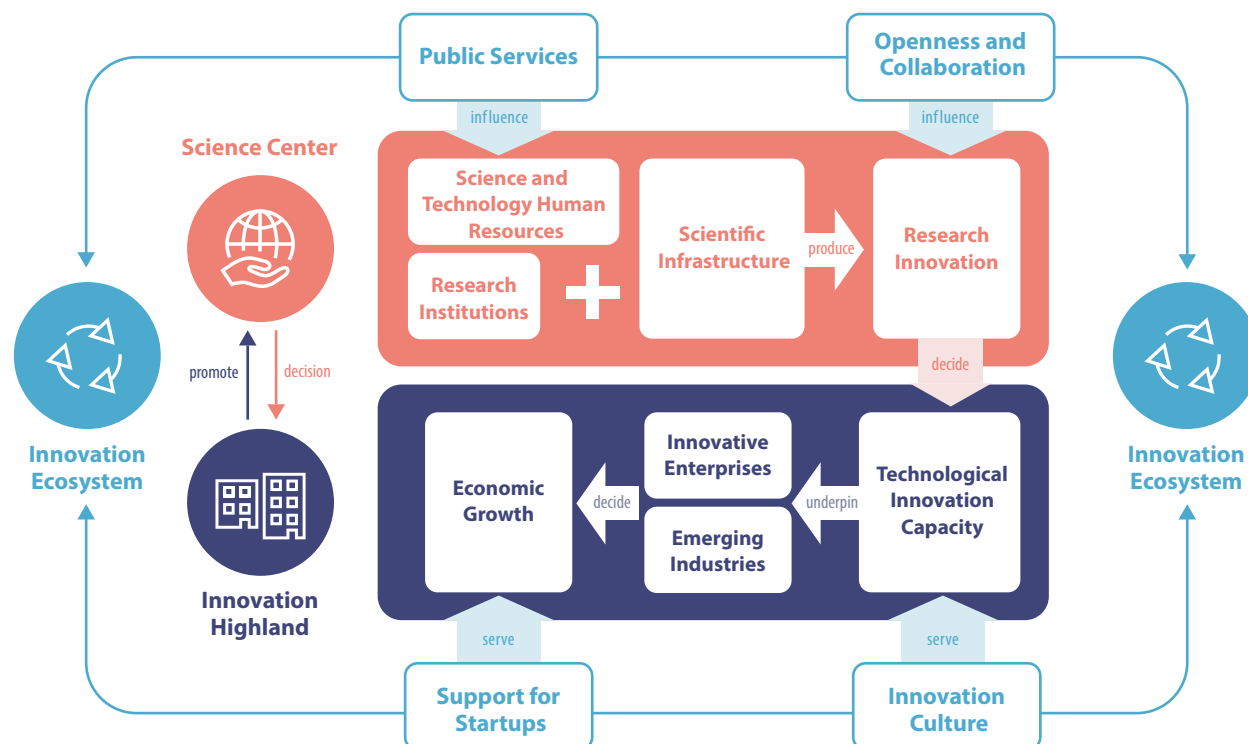 Public Services
Openness and
Collaboration
influence
influence
Science Center
Science and
Technology Human
Resources
Research
Institutions
Scientific
Infrastructure
produce
Research
Innovation
promote
decision
decide
Innovation
Ecosystem
Innovation
Ecosystem
Innovation
Highland
Economic
Growth
decide
Innovative
Enterprises
Emerging
Industries
underpin
Technological
Innovation
Capacity
serve
serve
Support for
Startups
Innovation
Culture